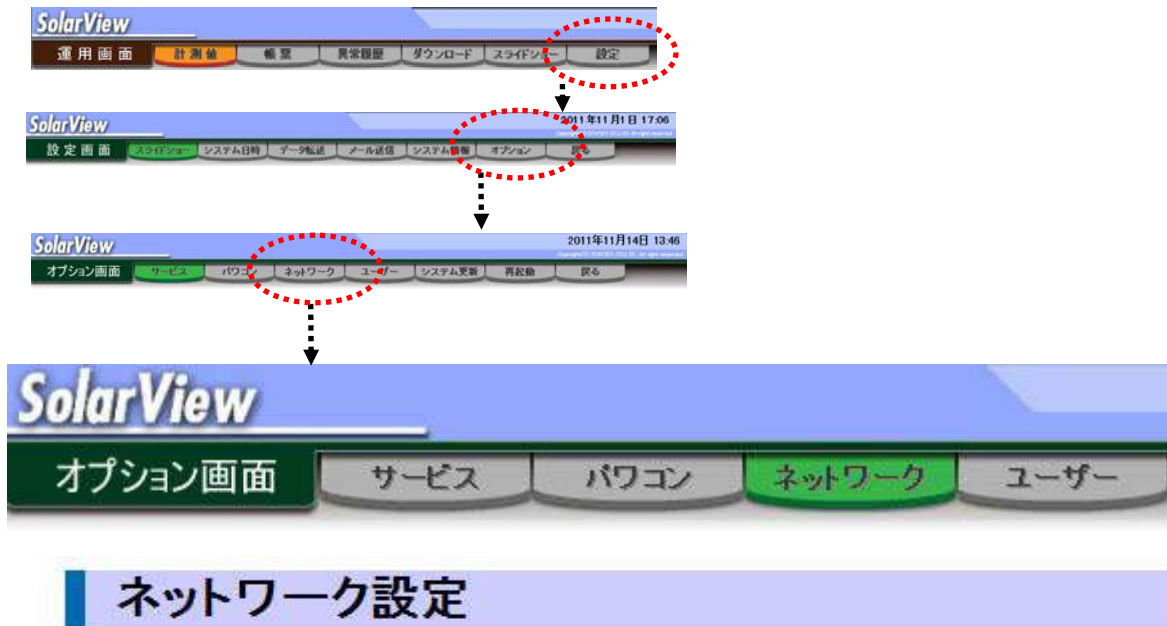 SolarView
運用画面 計測値 帳票 異常履歴 ダウンロード スライドショー 設定
SolarView 2011年11月1日 17:06
設定画面 スライドショー システム日時 データ転送 メール送信 システム情報 オプション 戻る
SolarView 2011年11月14日 13:46
オプション画面 サービス パワコン ネットワーク ユーザー システム更新 再起動 戻る
SolarView
オプション画面 サービス パワコン ネットワーク ユーザー
ネットワーク設定